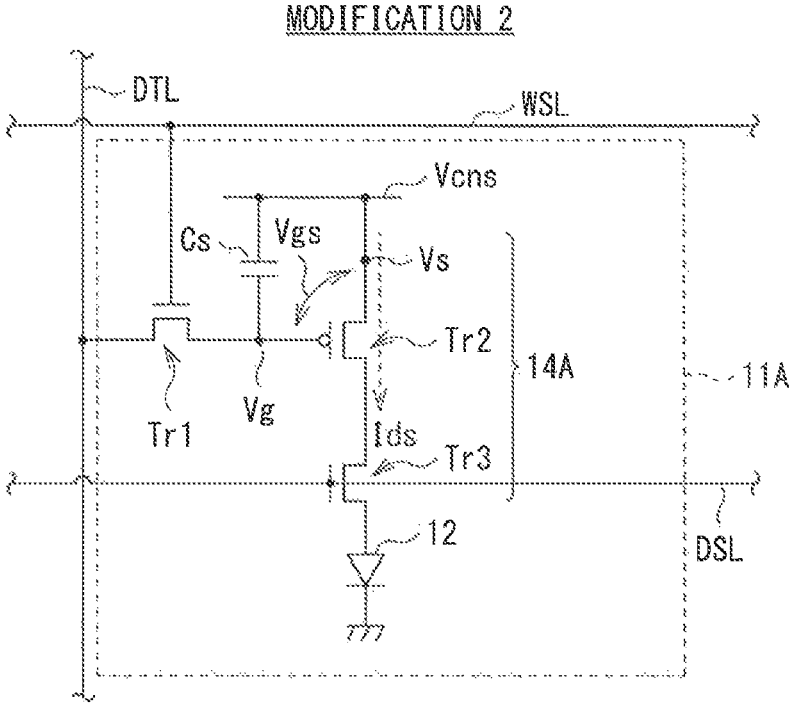 MODIFICATION 2
DTL
WSL
Vcns
Cs
Vgs
Vs
Tr2
14A
11A
Tr1
Vg
Ids
Tr3
12
DSL